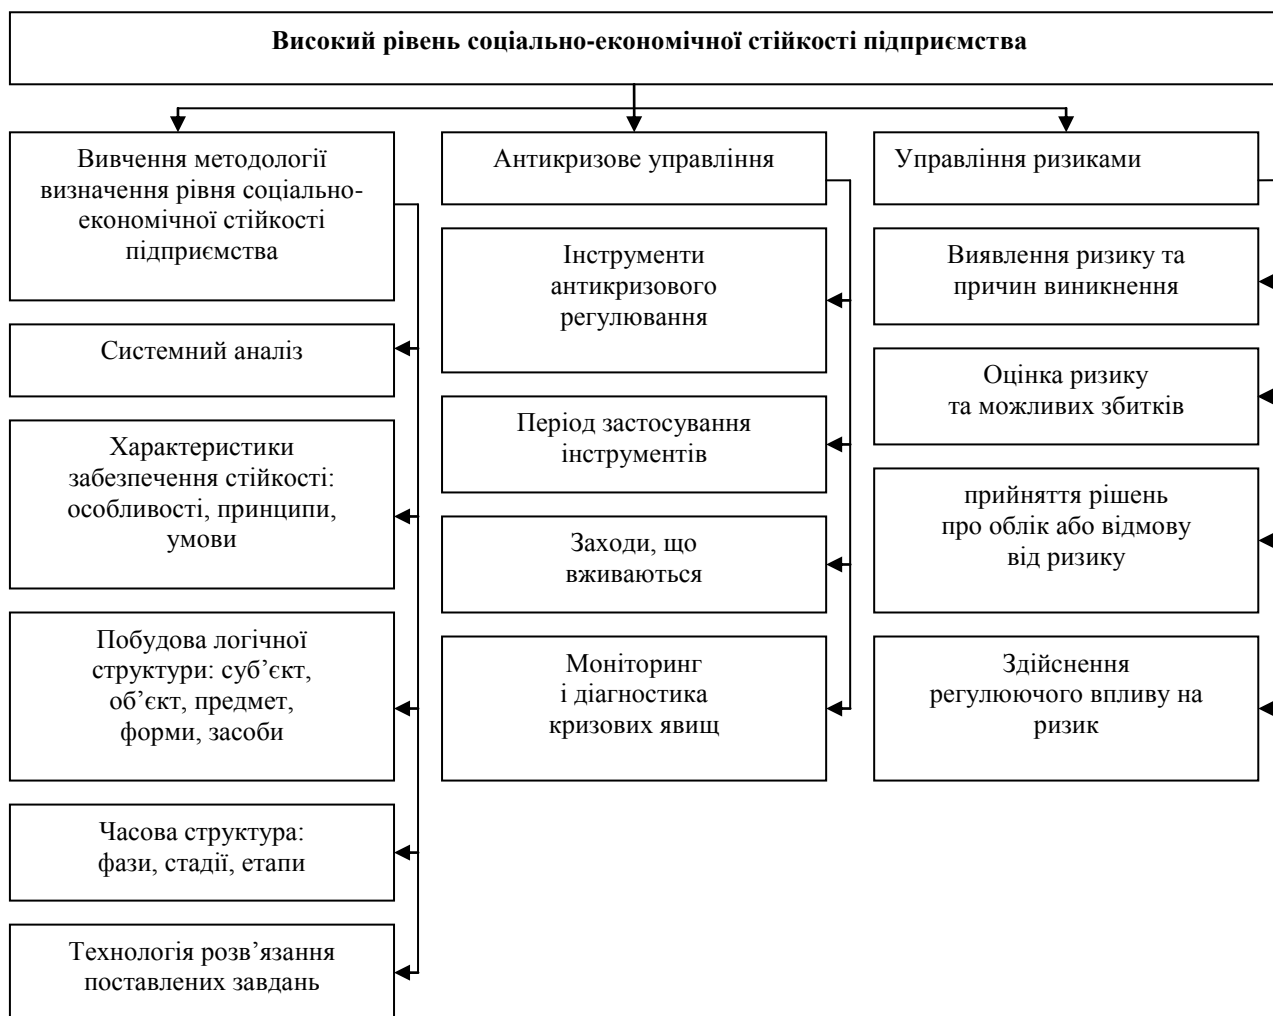 Високий рівень соціально-економічної стійкості підприємства
Вивчення методології
визначення рівня соціально-
економічної стійкості
підприємства
Системний аналіз
Характеристики
забезпечення стійкості:
особливості, принципи,
умови
Побудова логічної
структури: суб’єкт,
об’єкт, предмет,
форми, засоби
Часова структура:
фази, стадії, етапи
Технологія розв’язання
поставлених завдань
Антикризове управління
Інструменти
антикризового
регулювання
Період застосування
інструментів
Заходи, що
вживаються
Моніторинг
і діагностика
кризових явищ
Управління ризиками
Виявлення ризику та
причин виникнення
Оцінка ризику
та можливих збитків
прийняття рішень
про облік або відмову
від ризику
Здійснення
регулюючого впливу на
ризик